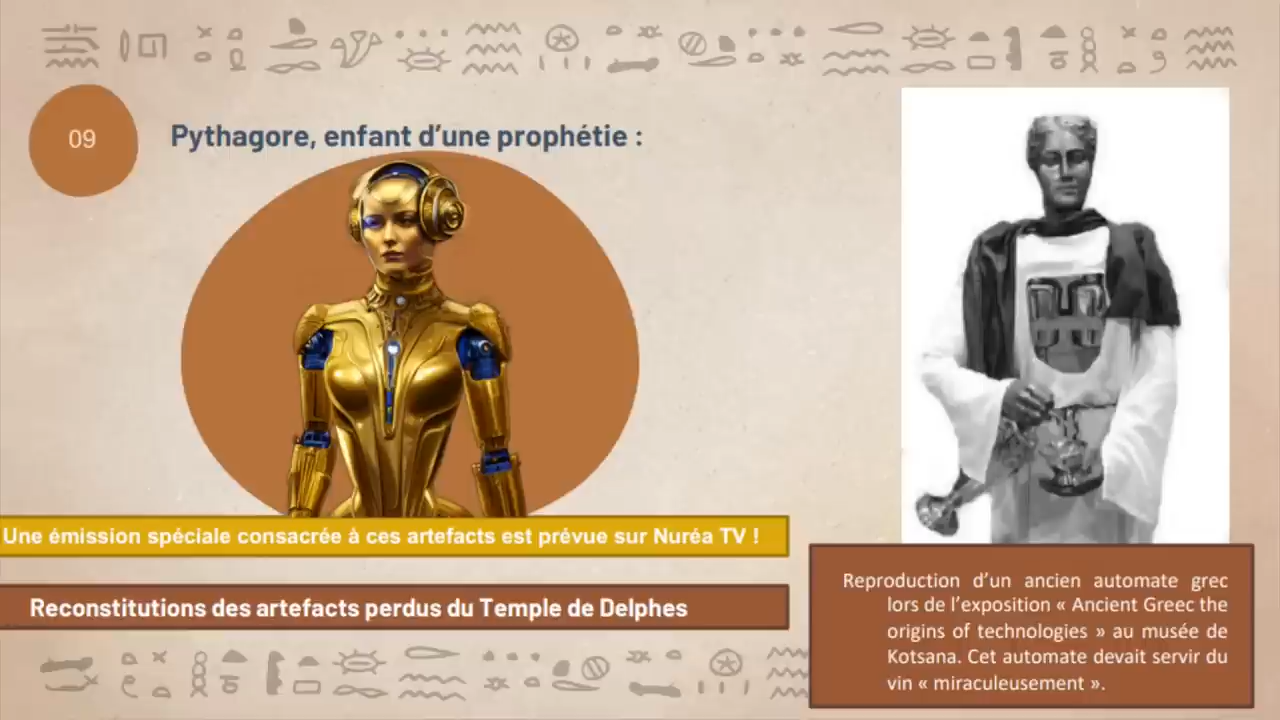 09
Pythagore, enfant d’une prophétie :
Une émission spéciale consacrée à ces artefacts est prévue sur Nuréa TV !
Reconstitutions des artefacts perdus du Temple de Delphes
Reproduction d’un ancien automate grec
lors de l’exposition « Ancient Greec the
origins of technologies » au musée de
Kotsana. Cet automate devait servir du
vin « miraculeusement ».